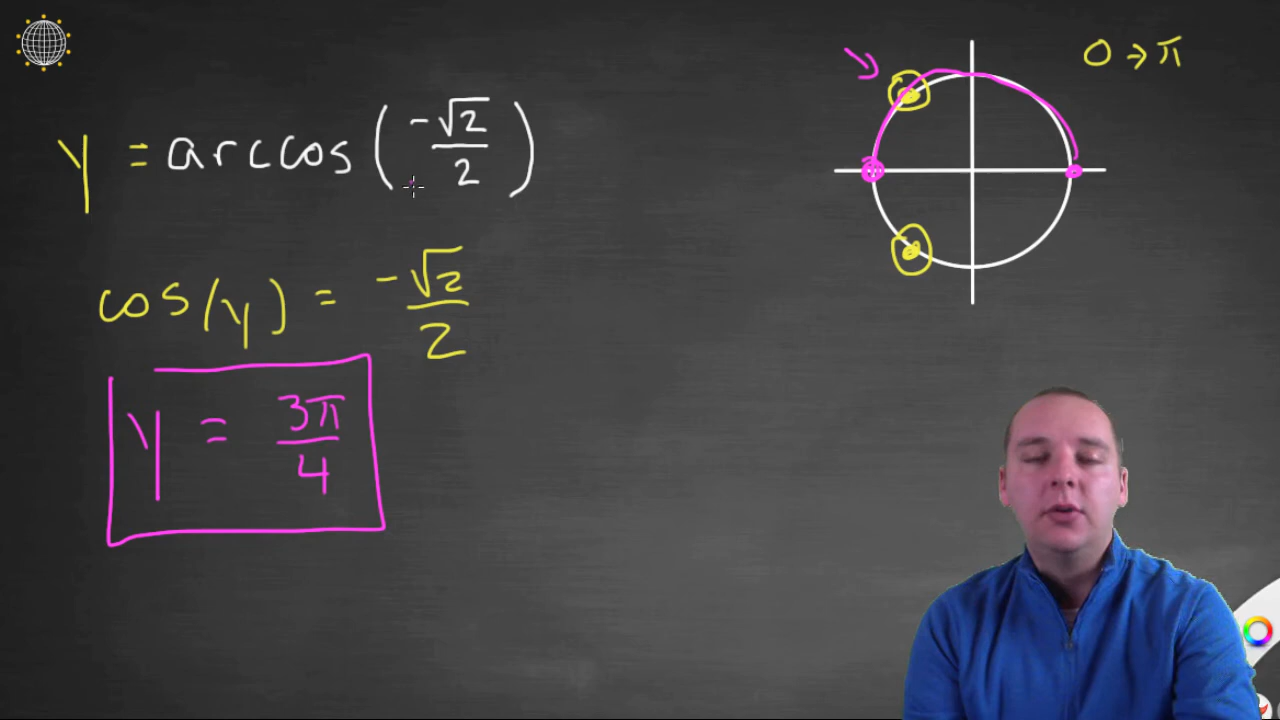 y = arccos(-√2/2)
0 → π
cos(y) = -√2/2
y = 3π/4